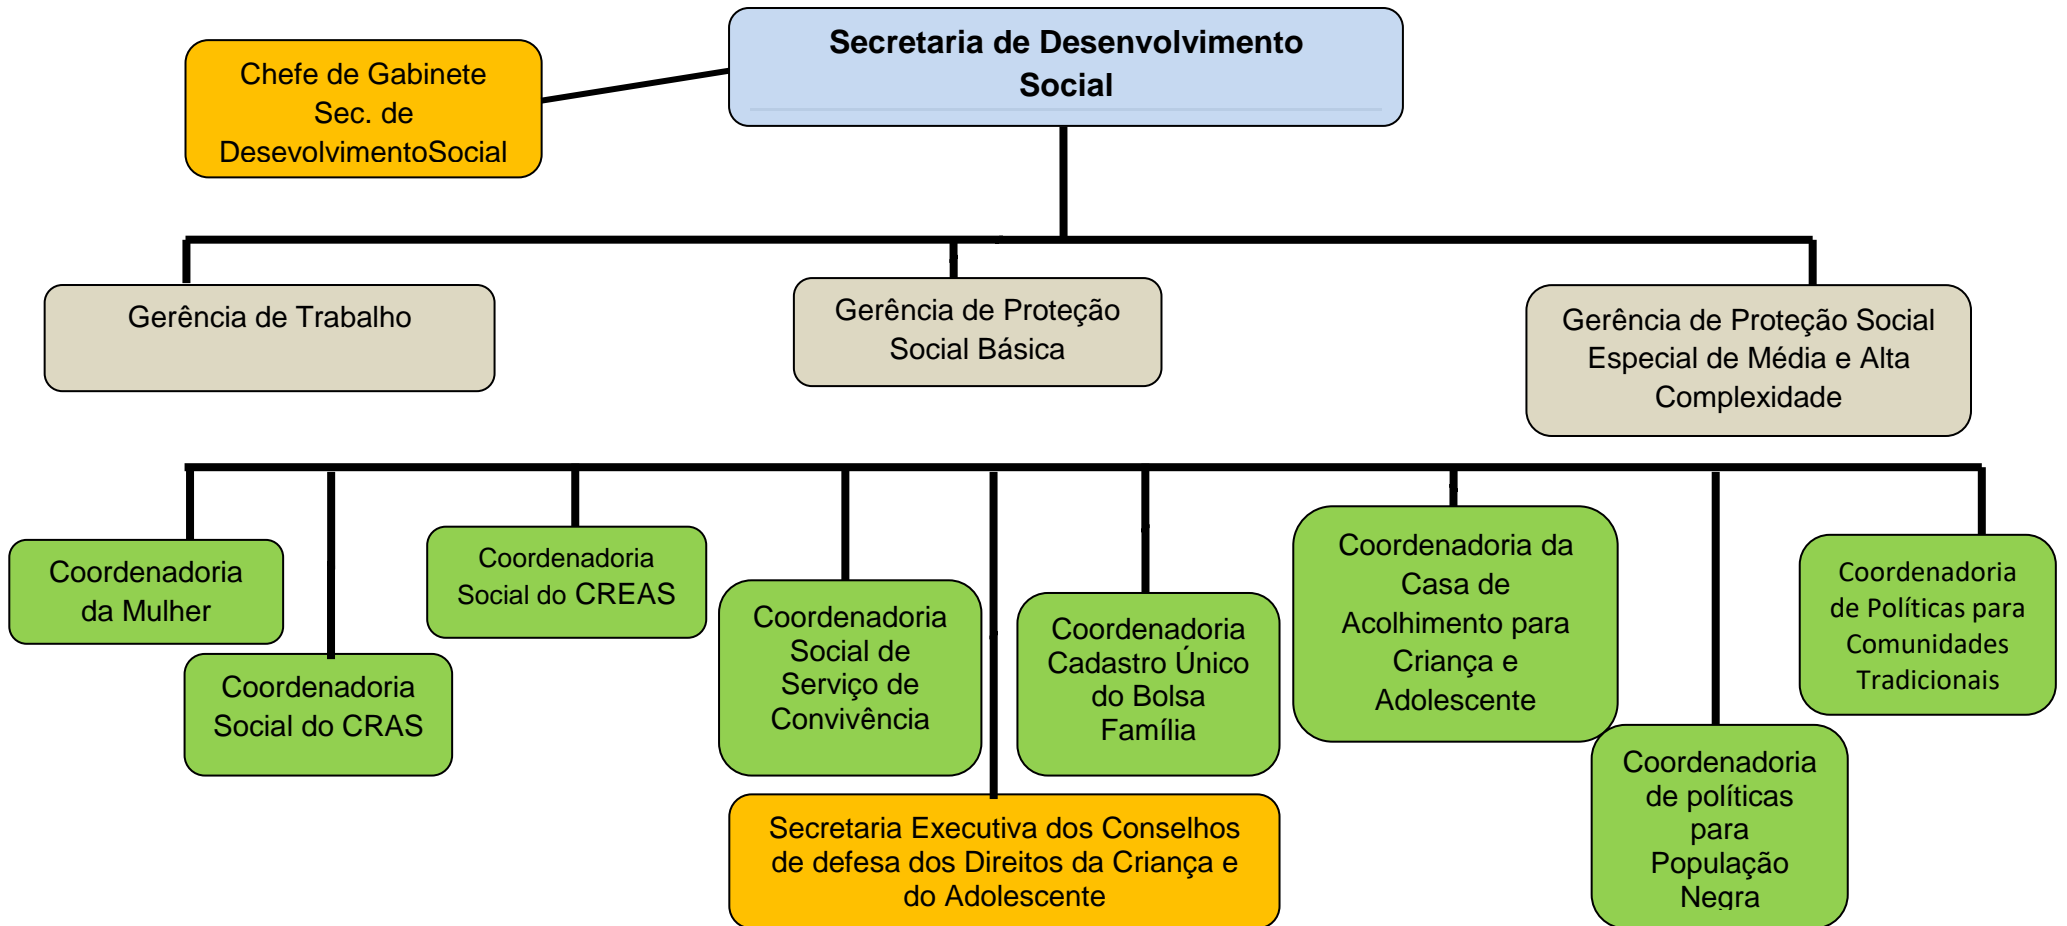 Secretaria de Desenvolvimento
Social
Chefe de Gabinete
Sec. de
DesevolvimentoSocial
Gerência de Trabalho
Gerência de Proteção
Social Básica
Gerência de Proteção Social
Especial de Média e Alta
Complexidade
Coordenadoria
da Mulher
Coordenadoria
Social do CRAS
Coordenadoria
Social do CREAS
Coordenadoria
Social de
Serviço de
Convivência
Secretaria Executiva dos Conselhos
de defesa dos Direitos da Criança e
do Adolescente
Coordenadoria
Cadastro Único
do Bolsa
Família
Coordenadoria da
Casa de
Acolhimento para
Criança e
Adolescente
Coordenadoria
de políticas
para
População
Negra
Coordenadoria
de Políticas para
Comunidades
Tradicionais